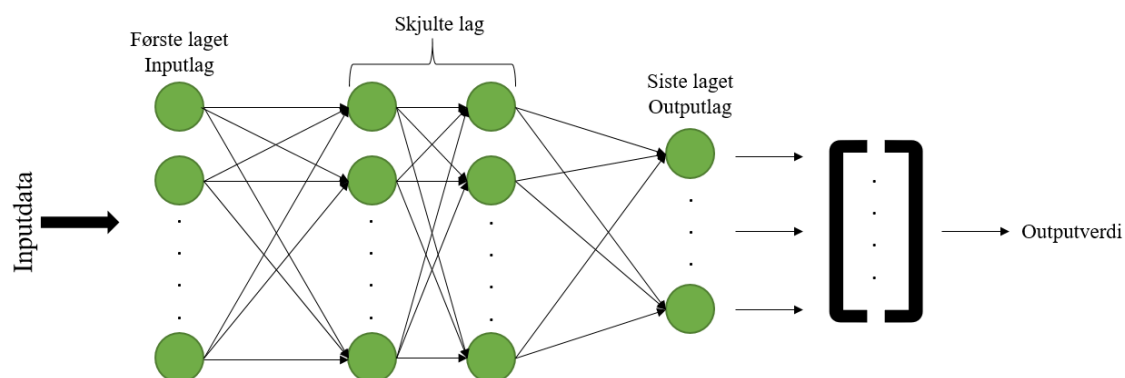 Skjulte lag
Første laget
Inputlag
Siste laget
Outputlag
Inputdata
Outputverdi